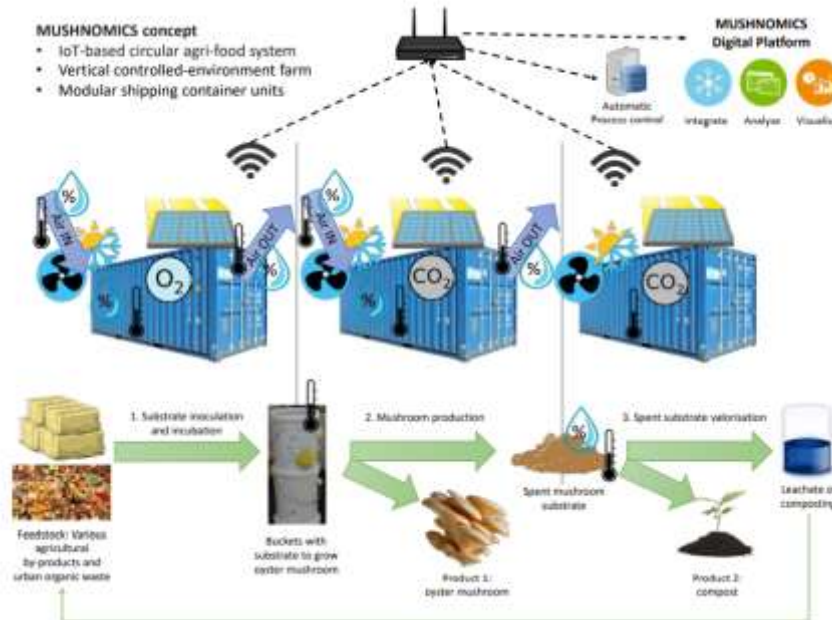 MUSHNOMICS concept
• IoT-based circular agri-food system
• Vertical controlled-environment farm
• Modular shipping container units
MUSHNOMICS
Digital Platform
Automatic
Process control
Integrate
Analyse
%
Air IN
O₂
%
Air OUT
%
%
Air IN
%
CO₂
Air OUT
%
CO₂
1. Substrate inoculation
and incubation
2. Mushroom production
3. Spent substrate valorisation
%
Feedstock: Various
agricultural
by-products and
urban organic waste
Buckets with
substrate to grow
oyster mushroom
Product 1:
oyster mushroom
Spent mushroom
substrate
Product 2:
compost
Leachate
composting